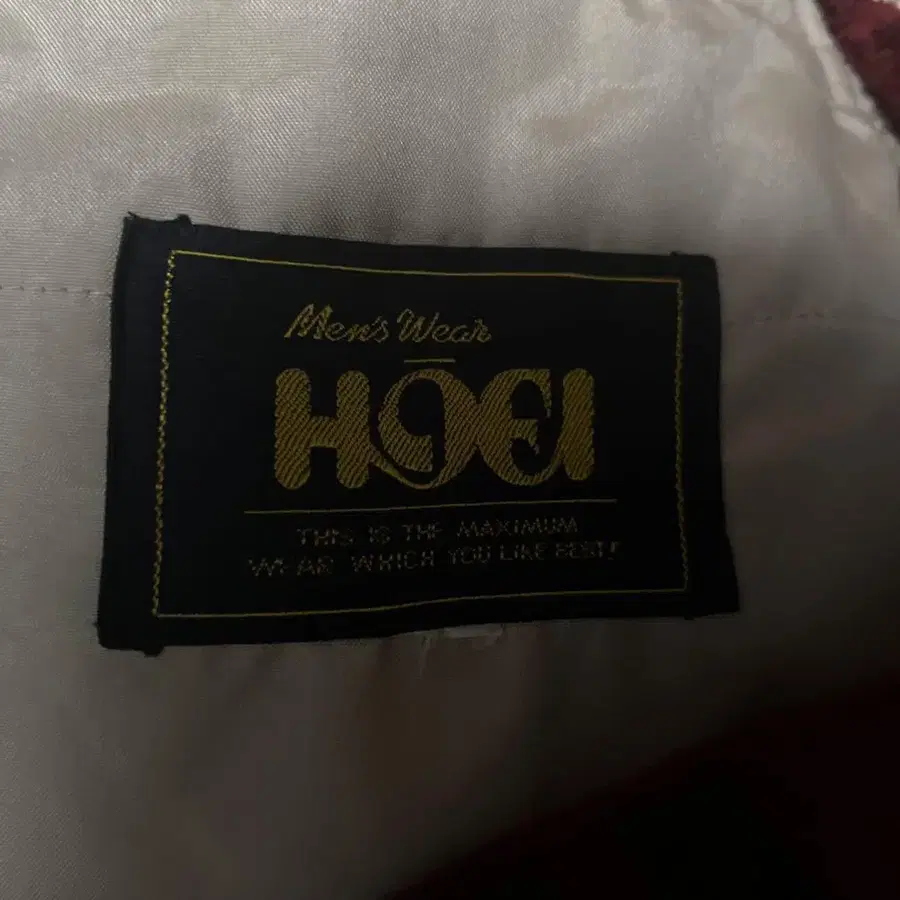 Men's Wear
HŌEI
THIS IS THE MAXIMUM
WEAR WHICH YOU LIKE BEST!